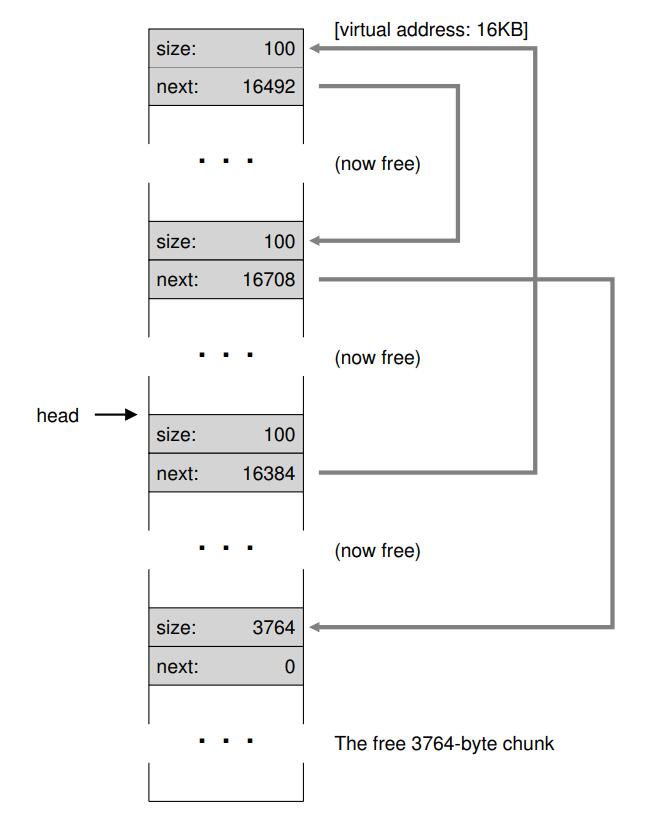 [virtual address: 16KB]
size: 100
next: 16492
. . .
(now free)
size: 100
next: 16708
. . .
(now free)
head
size: 100
next: 16384
. . .
(now free)
size: 3764
next: 0
. . .
The free 3764-byte chunk